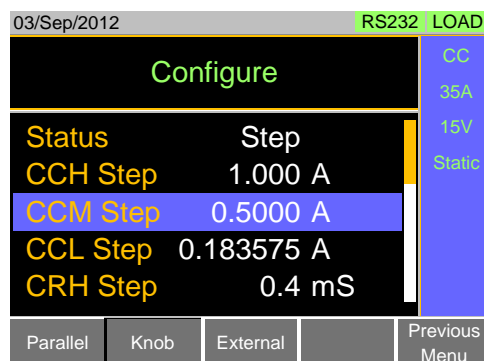 03/Sep/2012 RS232 LOAD
Configure
CC
35A
15V
Static
Status Step
CCH Step 1.000 A
CCM Step 0.5000 A
CCL Step 0.183575 A
CRH Step 0.4 mS
Parallel Knob External Previous Menu